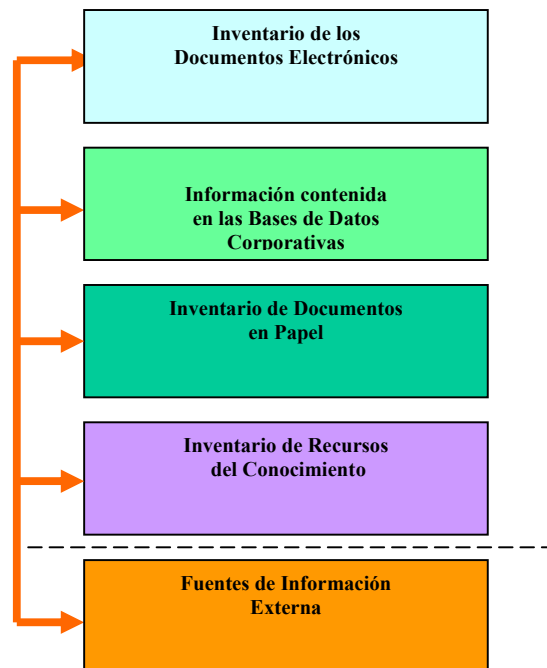 Inventario de los
Documentos Electrónicos
Información contenida
en las Bases de Datos
Corporativas
Inventario de Documentos
en Papel
Inventario de Recursos
del Conocimiento
Fuentes de Información
Externa